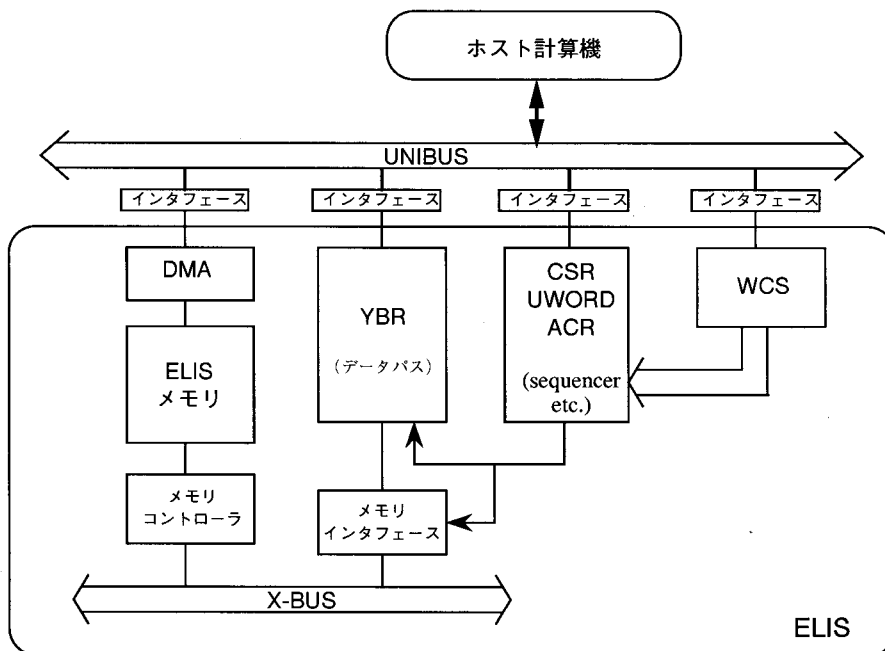 ホスト計算機
UNIBUS
インタフェース
インタフェース
インタフェース
インタフェース
DMA
ELIS
メモリ
メモリ
コントローラ
YBR
(データパス)
メモリ
インタフェース
CSR
UWORD
ACR
(sequencer
etc.)
WCS
X-BUS
ELIS